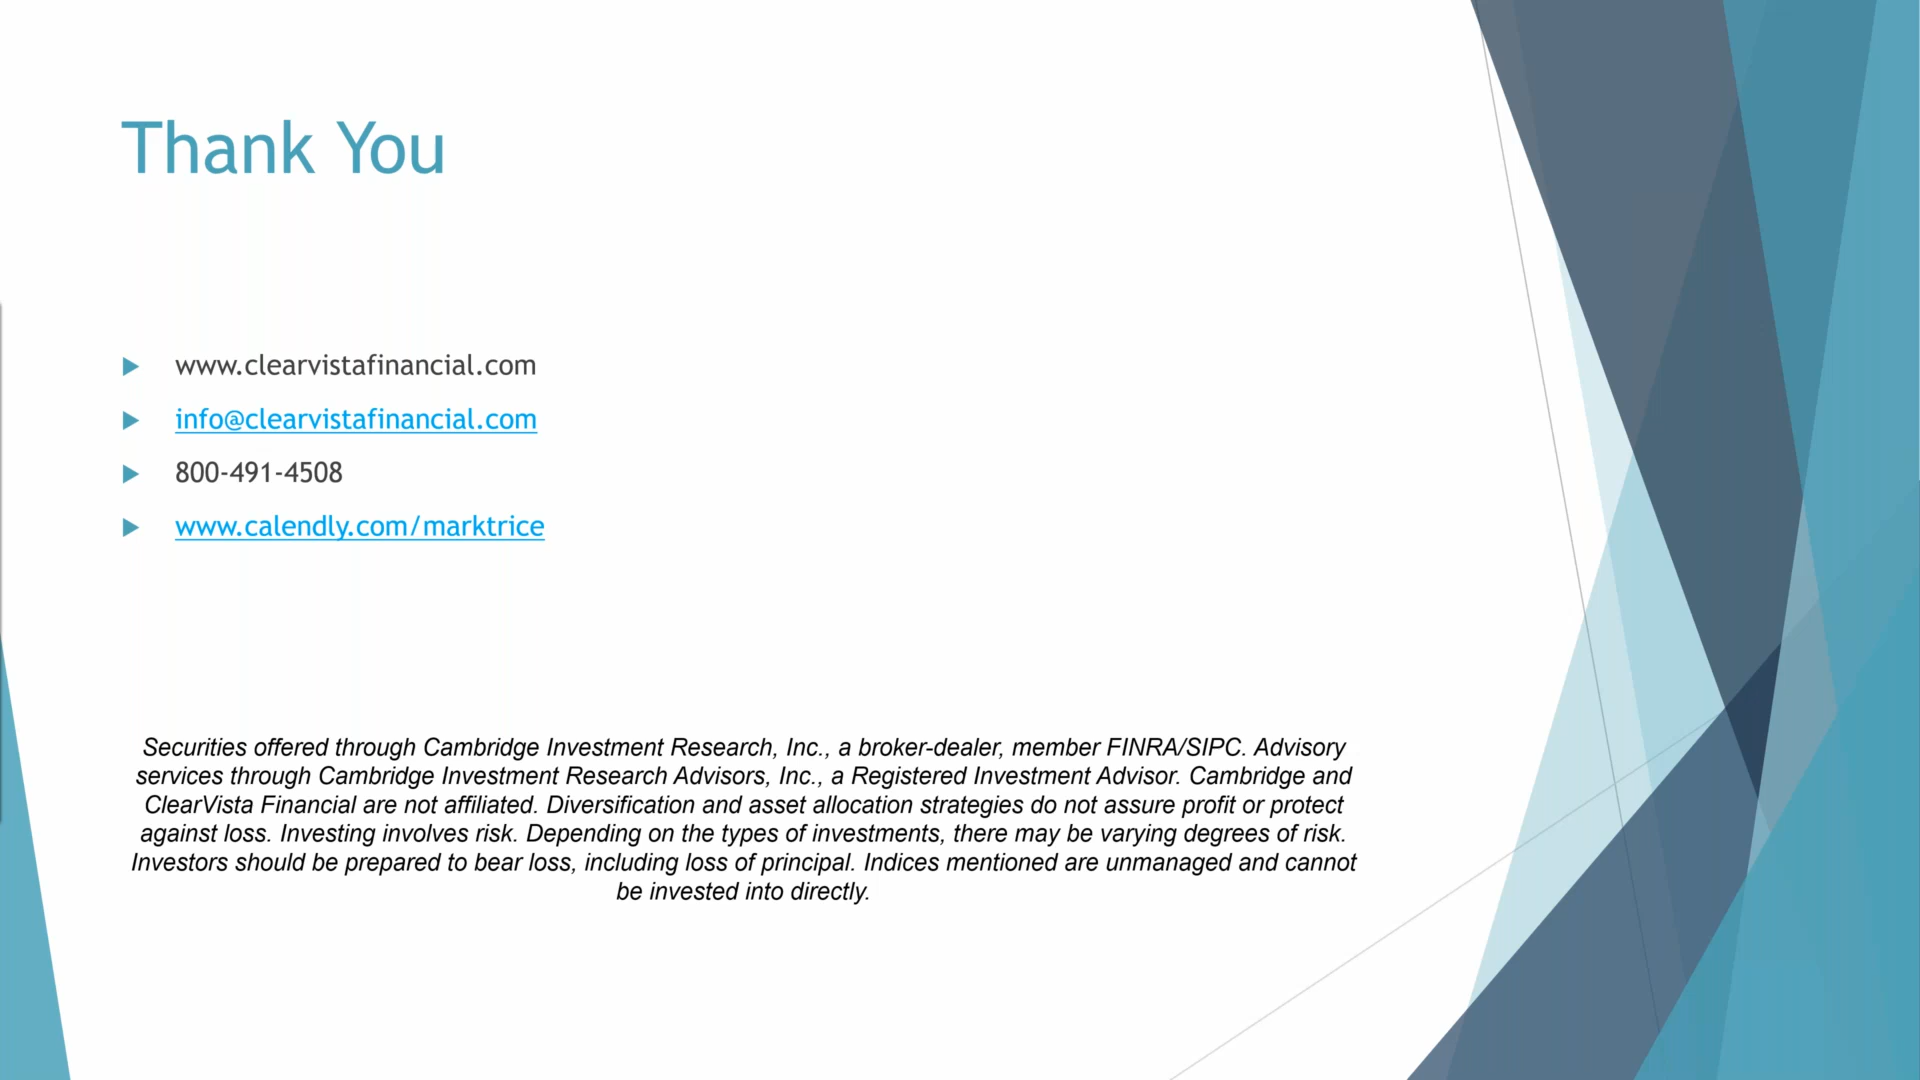 Thank You
www.clearvistafinancial.com
info@clearvistafinancial.com
800-491-4508
www.calendly.com/marktrice
Securities offered through Cambridge Investment Research, Inc., a broker-dealer, member FINRA/SIPC. Advisory
services through Cambridge Investment Research Advisors, Inc., a Registered Investment Advisor. Cambridge and
ClearVista Financial are not affiliated. Diversification and asset allocation strategies do not assure profit or protect
against loss. Investing involves risk. Depending on the types of investments, there may be varying degrees of risk.
Investors should be prepared to bear loss, including loss of principal. Indices mentioned are unmanaged and cannot
be invested into directly.